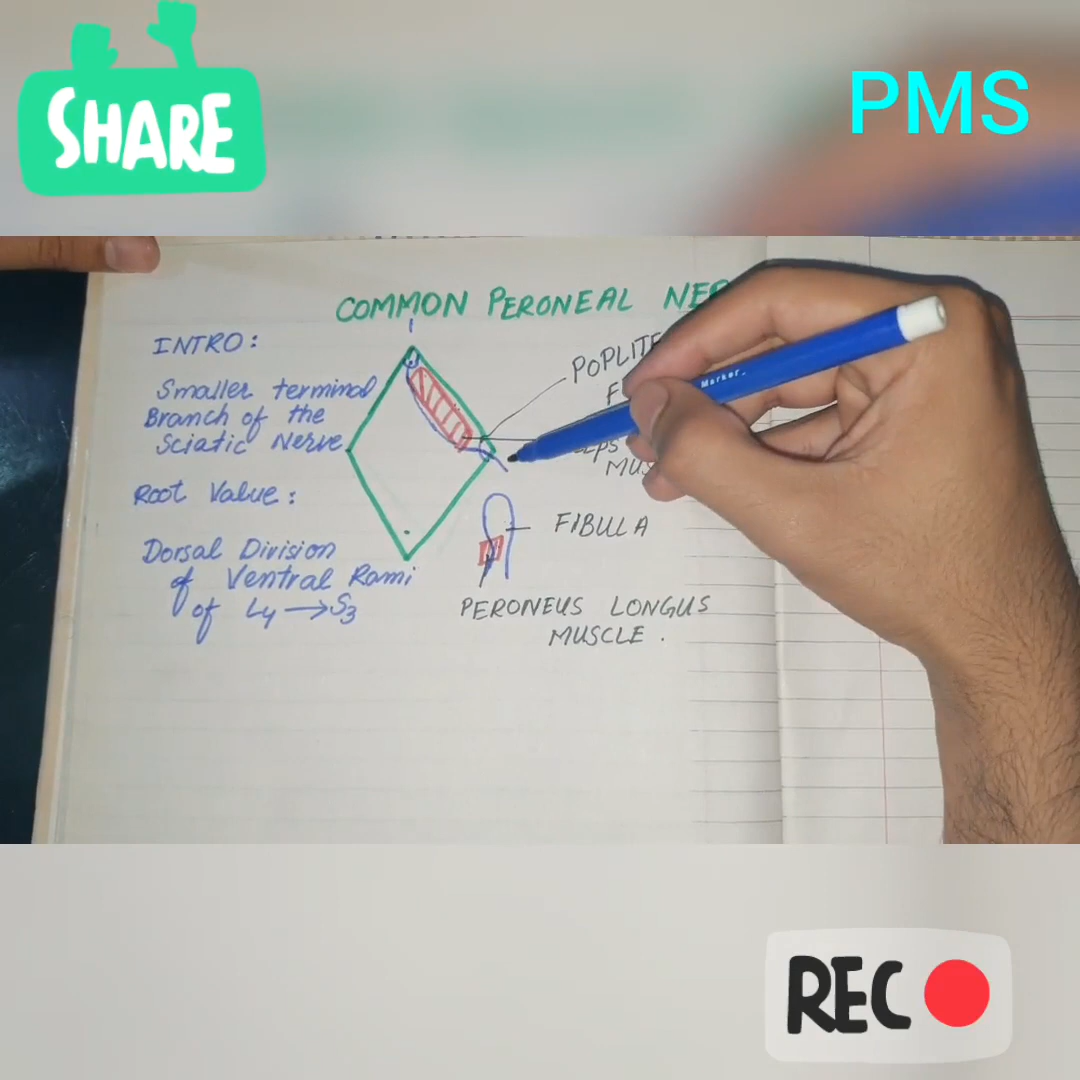 SHARE
PMS
COMMON PERONEAL
INTRO:
Smaller terminal
Branch of the
Sciatic Nerve
Root Value:
Dorsal Division
of Ventral Rami
of L4 → S3
FIBULA
PERONEUS LONGUS
MUSCLE.
Marker.
REC